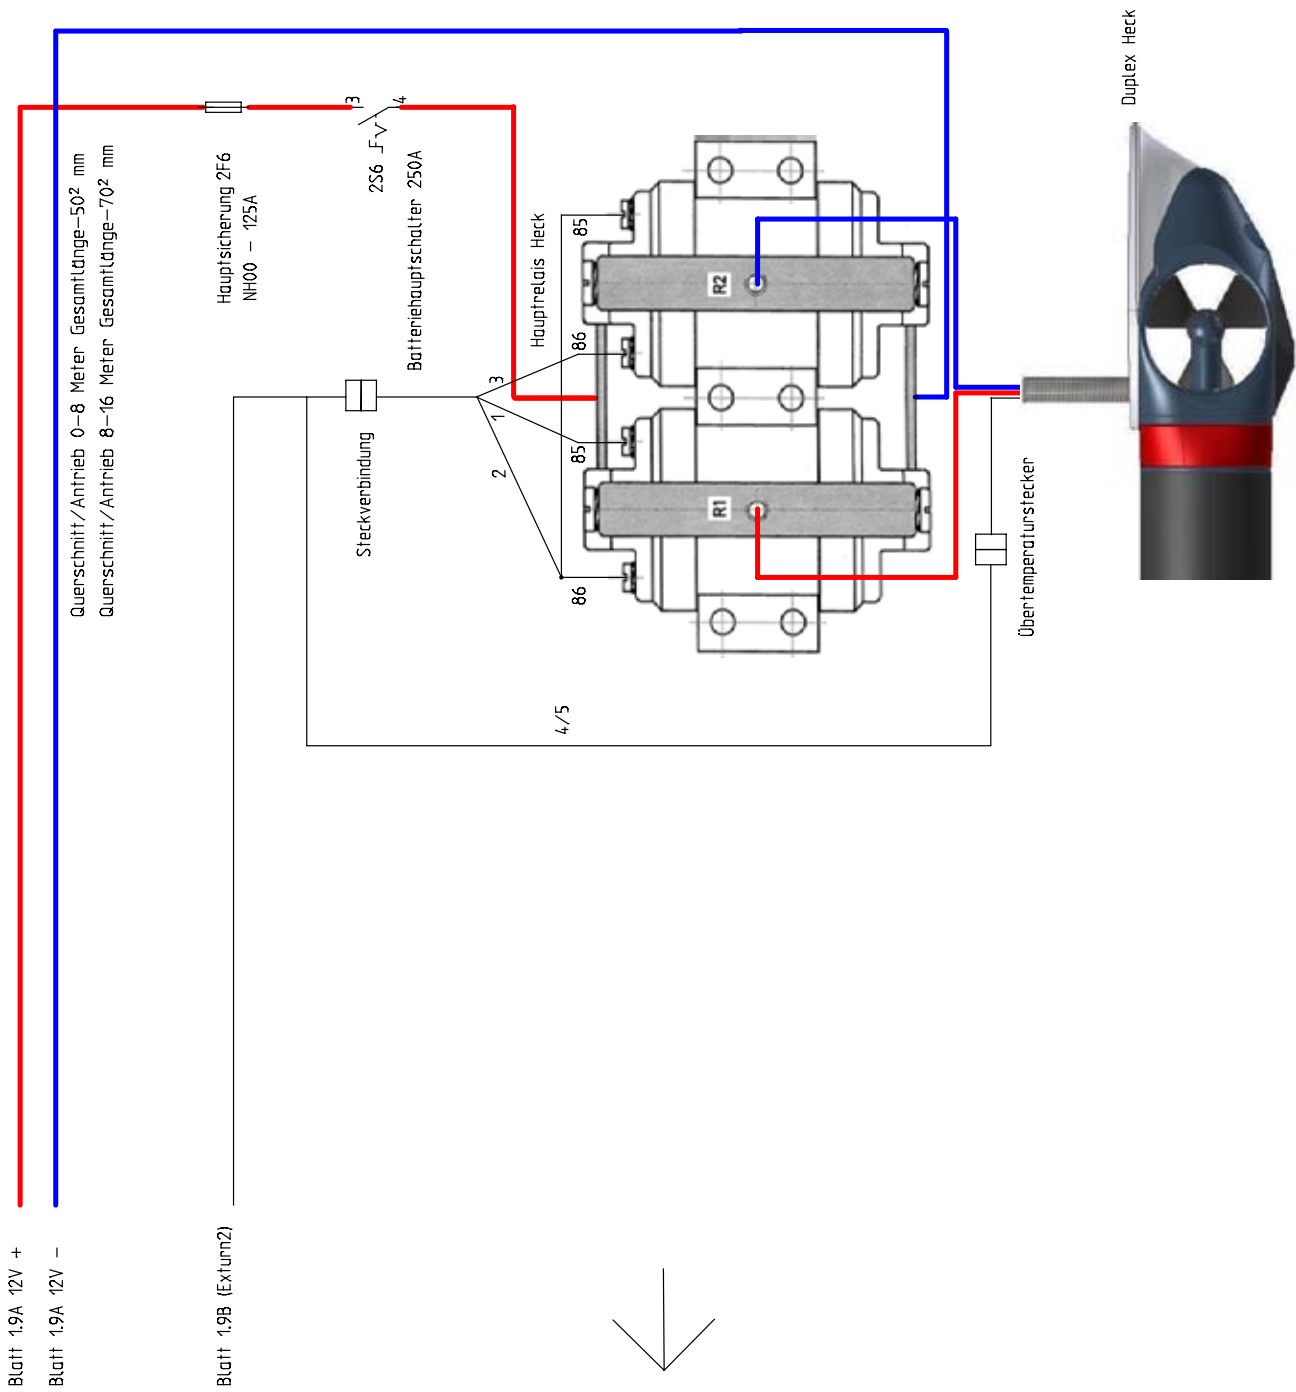 Blatt 1.9A 12V +
Blatt 1.9A 12V -
Querschnitt/Antrieb 0-8 Meter Gesamtlänge-50² mm
Querschnitt/Antrieb 8-16 Meter Gesamtlänge-70² mm
Blatt 1.9B (Exturn2)
Hauptsicherung 2F6
NH00 - 125A
3
4
2S6
Batteriehauptschalter 250A
Steckverbindung
1
2
3
Hauptrelais Heck
4/5
85
86
85
86
R2
R1
Übertemperaturstecker
Duplex Heck